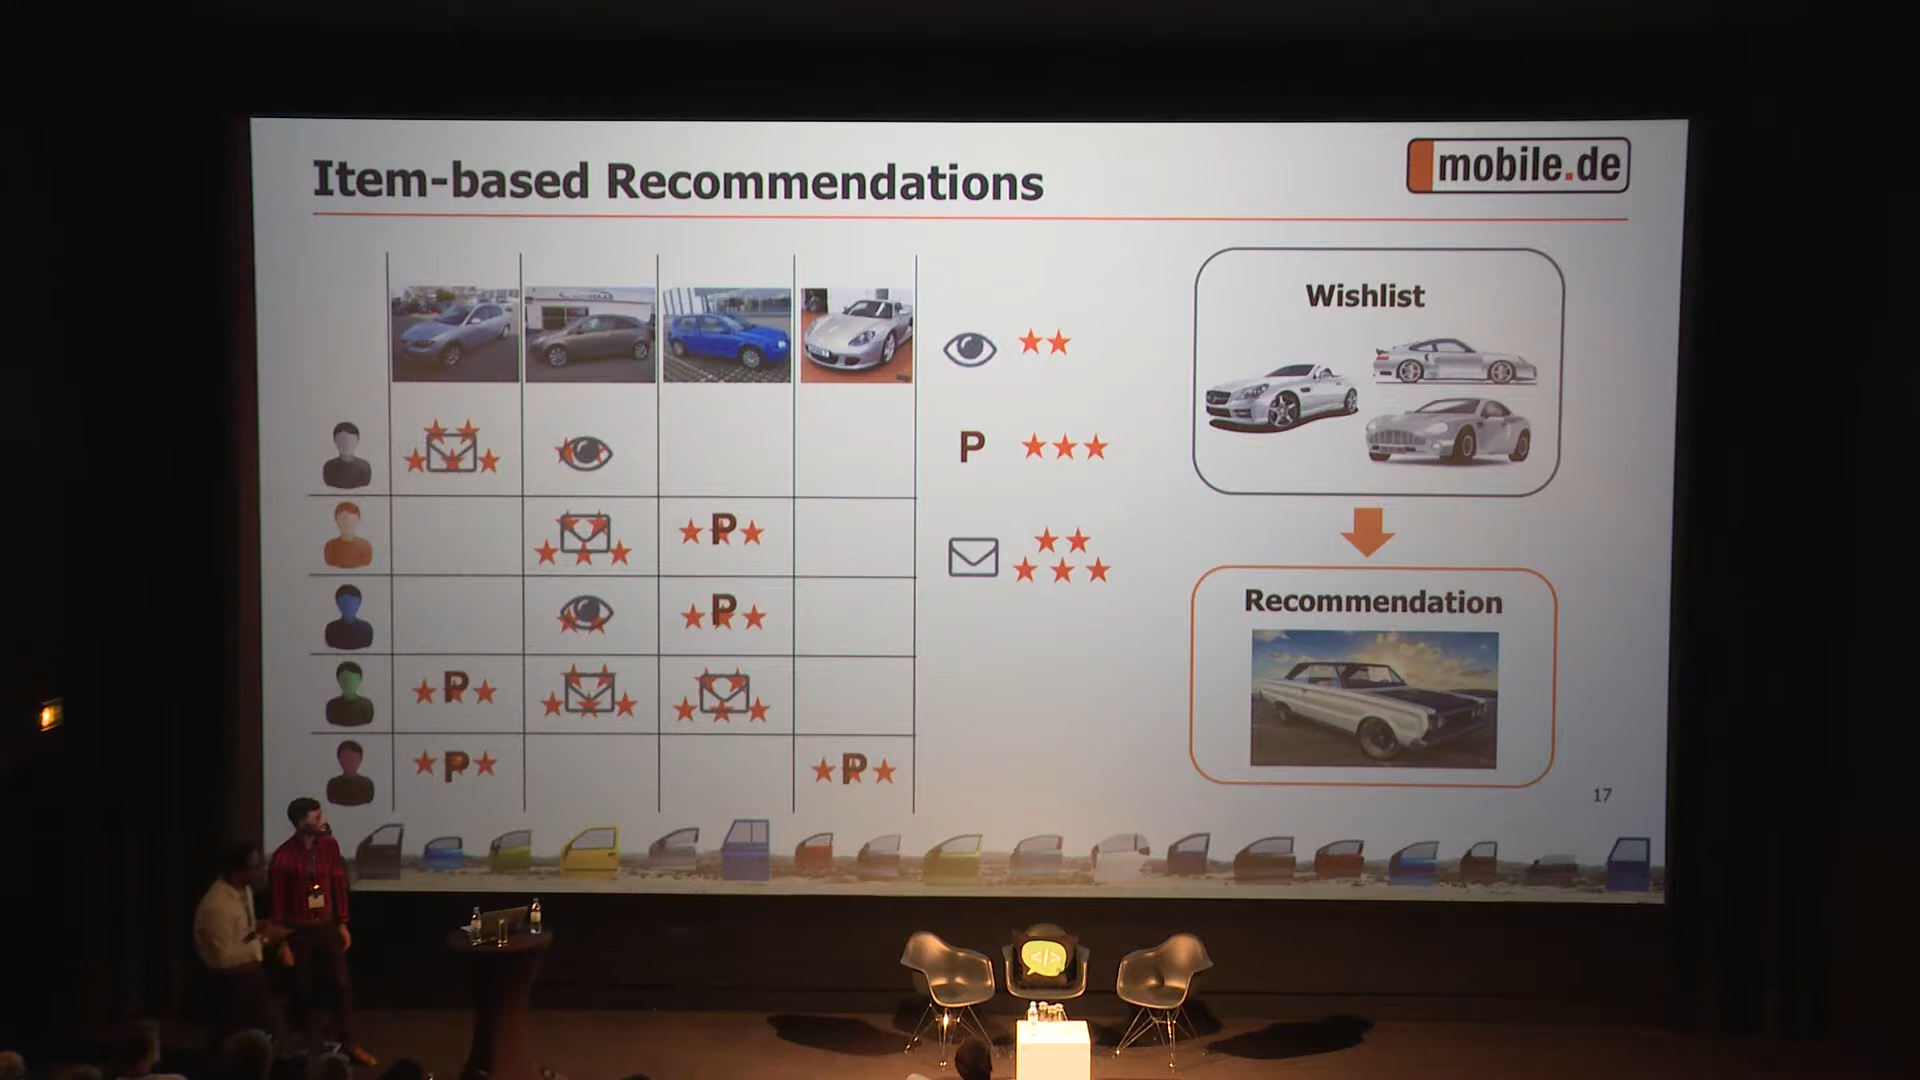 Item-based Recommendations
mobile.de
Wishlist
P
P
P
P
P
P
Recommendation
17
</>